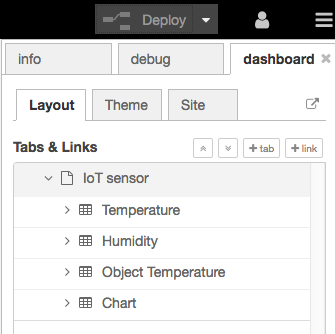 Deploy
info debug dashboard
Layout Theme Site
Tabs & Links +tab +link
IoT sensor
Temperature
Humidity
Object Temperature
Chart